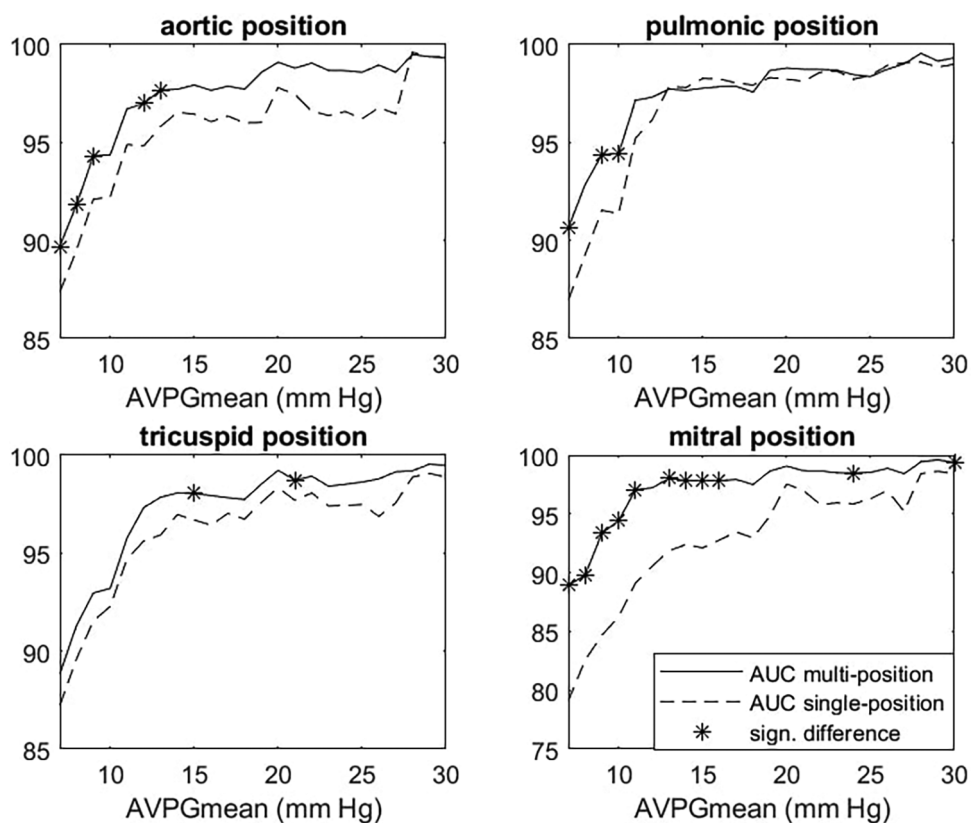 aortic position
100
95
90
85
10 15 20 25 30
AVPGmean (mm Hg)
pulmonic position
100
95
90
85
10 15 20 25 30
AVPGmean (mm Hg)
tricuspid position
100
95
90
85
10 15 20 25 30
AVPGmean (mm Hg)
mitral position
100
95
90
85
80
75
AUC multi-position
AUC single-position
sign. difference
10 15 20 25 30
AVPGmean (mm Hg)